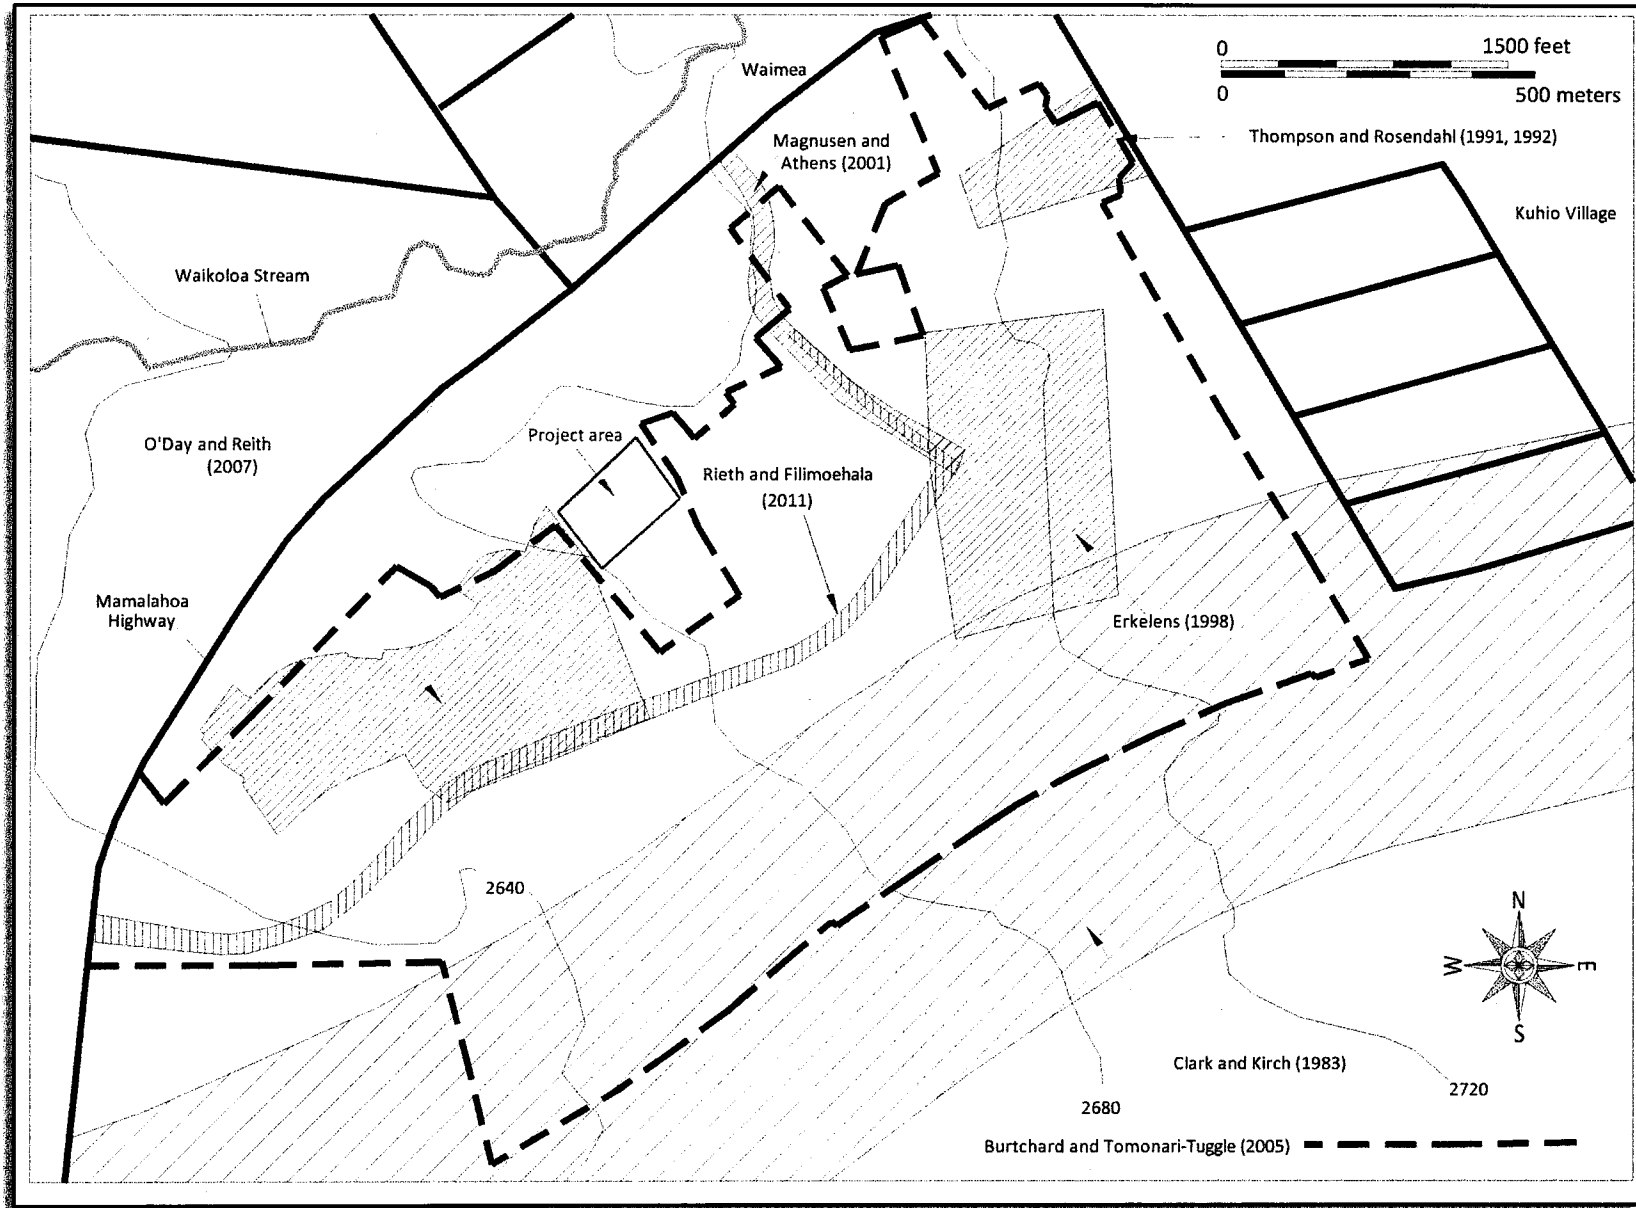 0 1500 feet
0 500 meters
Waimea
Magnusen and
Athens (2001)
Thompson and Rosendahl (1991, 1992)
Kuhio Village
Waikoloa Stream
O'Day and Reith
(2007)
Project area
Rieth and Filimoehala
(2011)
Mamalahoa
Highway
Erkelens (1998)
2640
N
W E
S
Clark and Kirch (1983)
2720
2680
Burtchard and Tomonari-Tuggle (2005)